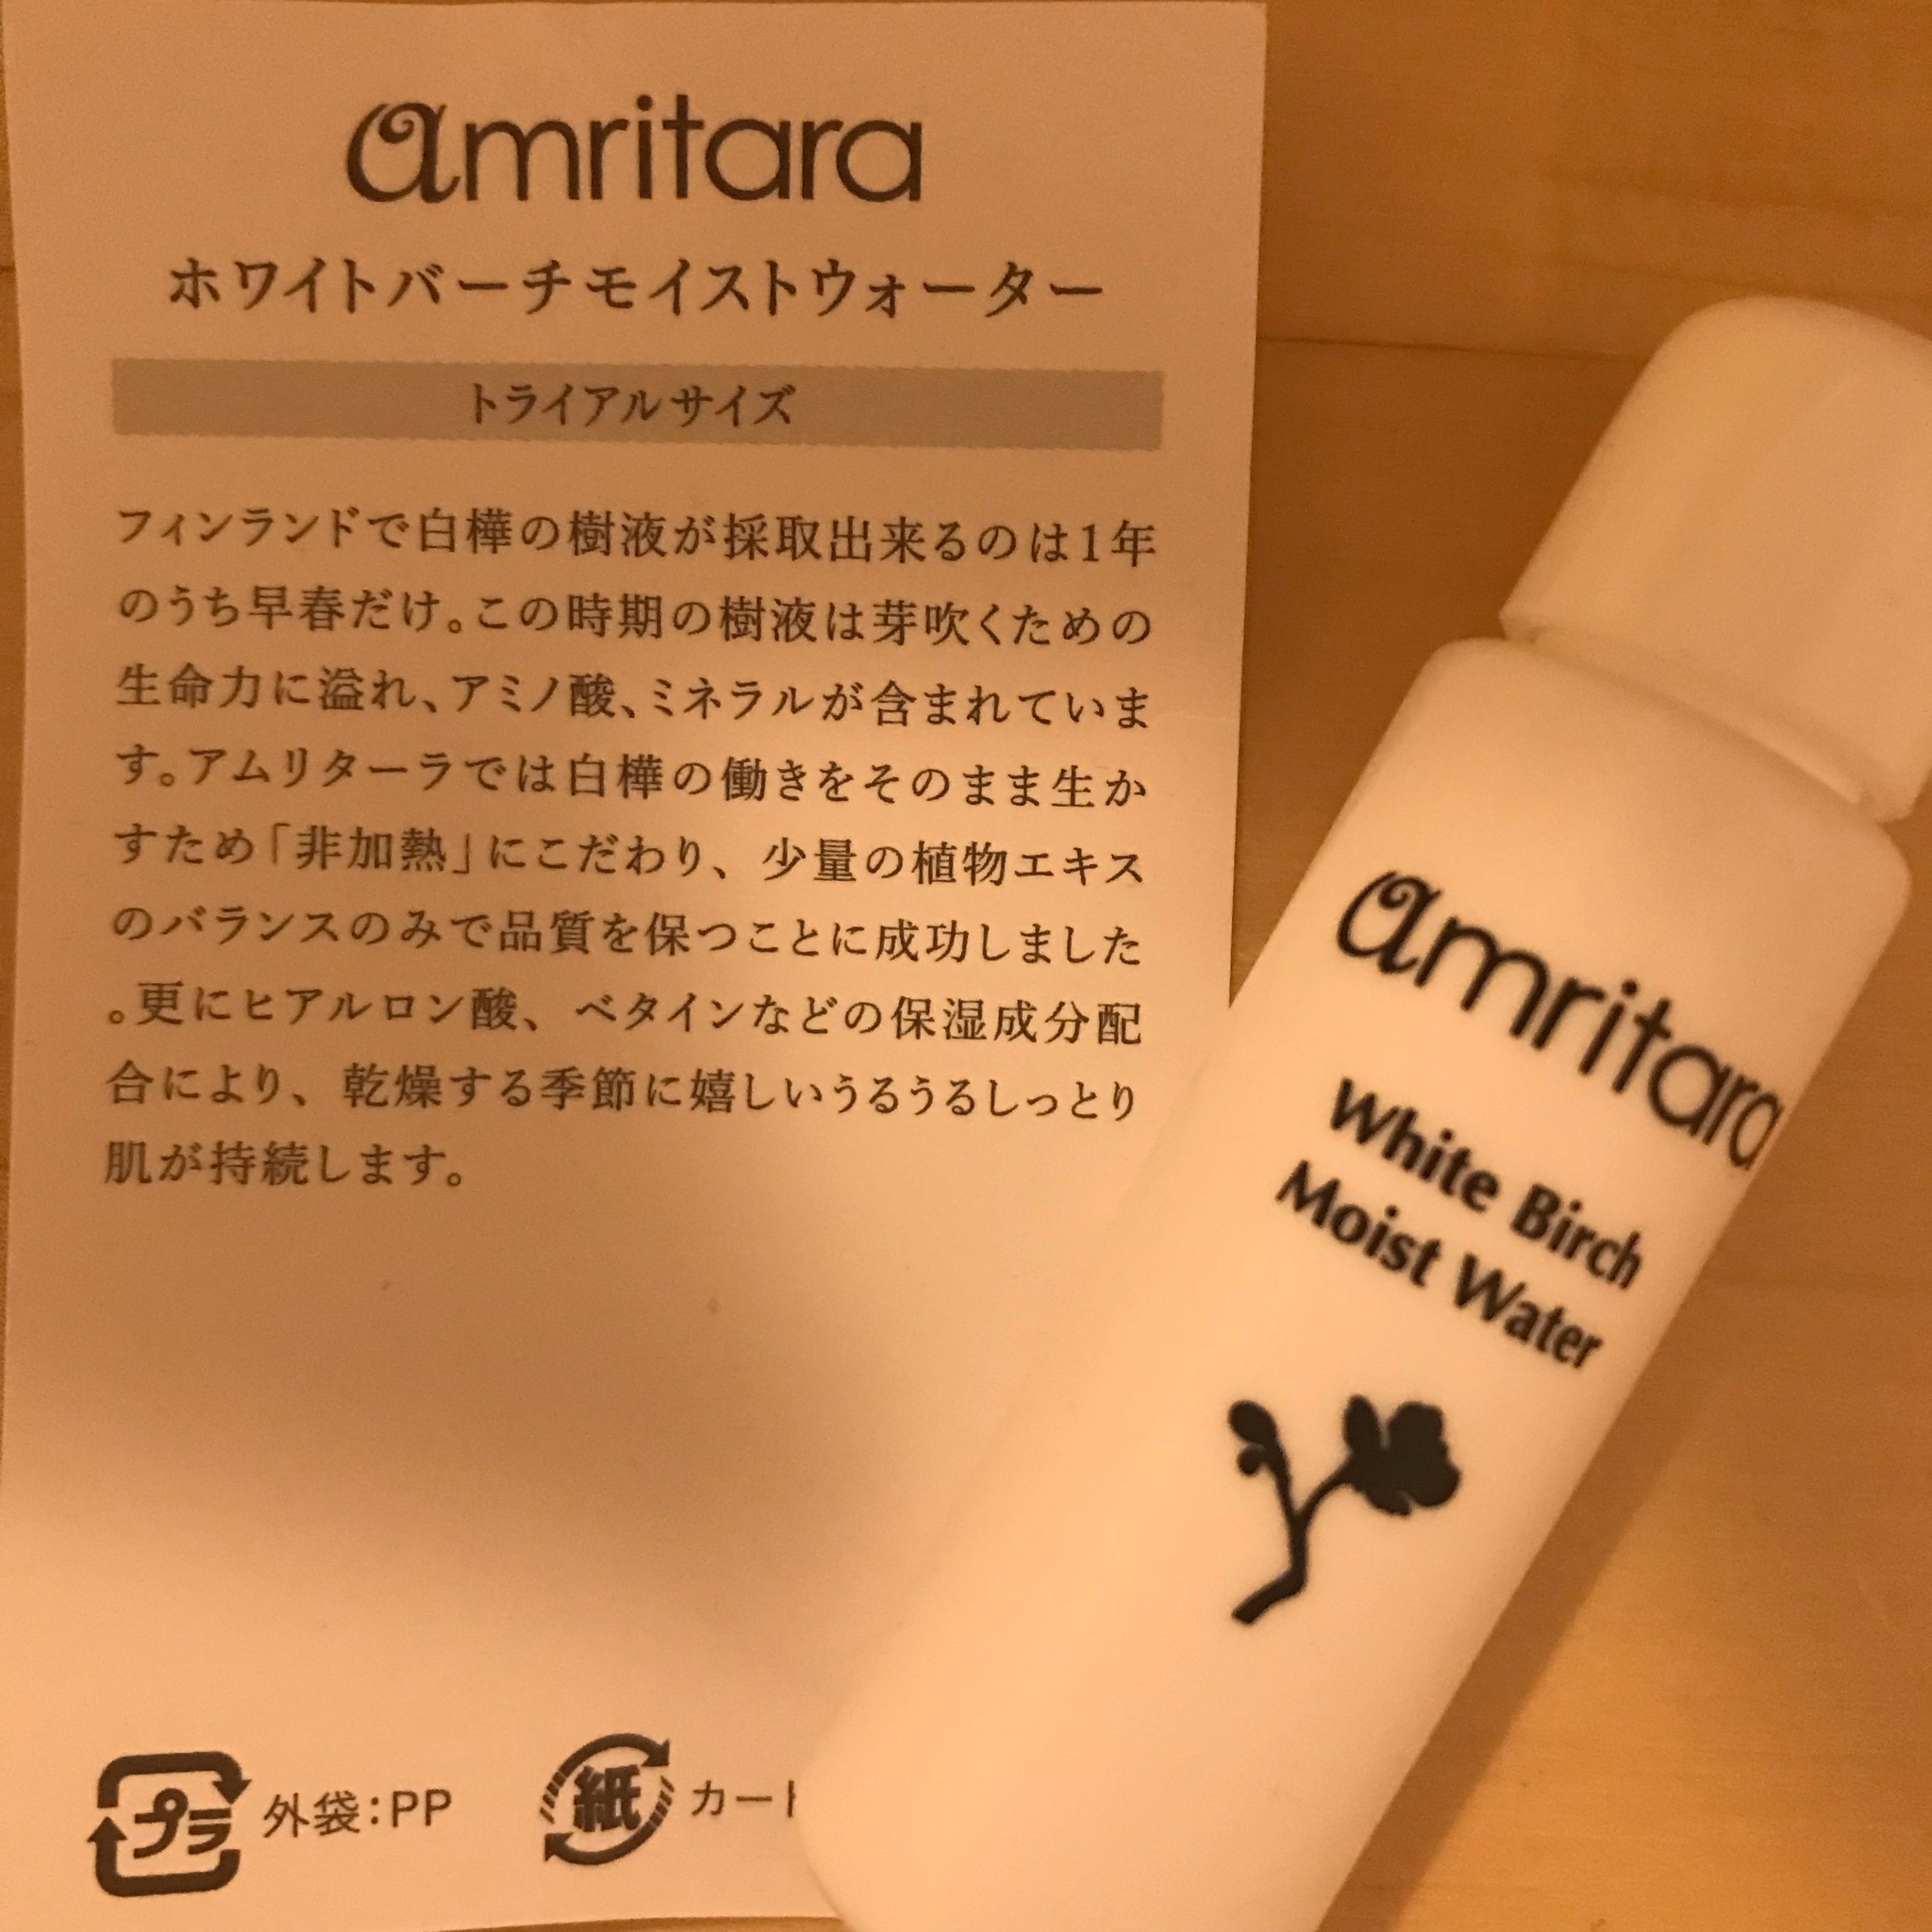 amritara
ホワイトバーチモイストウォーター
トライアルサイズ
フィンランドで白樺の樹液が採取出来るのは1年
のうち早春だけ。この時期の樹液は芽吹くための
生命力に溢れ、アミノ酸、ミネラルが含まれていま
す。アムリターラでは白樺の働きをそのまま生か
すため「非加熱」にこだわり、少量の植物エキス
のバランスのみで品質を保つことに成功しました
。更にヒアルロン酸、ベタインなどの保湿成分配
合により、乾燥する季節に嬉しいうるうるしっとり
肌が持続します。
プラ 外袋:PP 紙 カート
amritara
White Birch
Moist Water